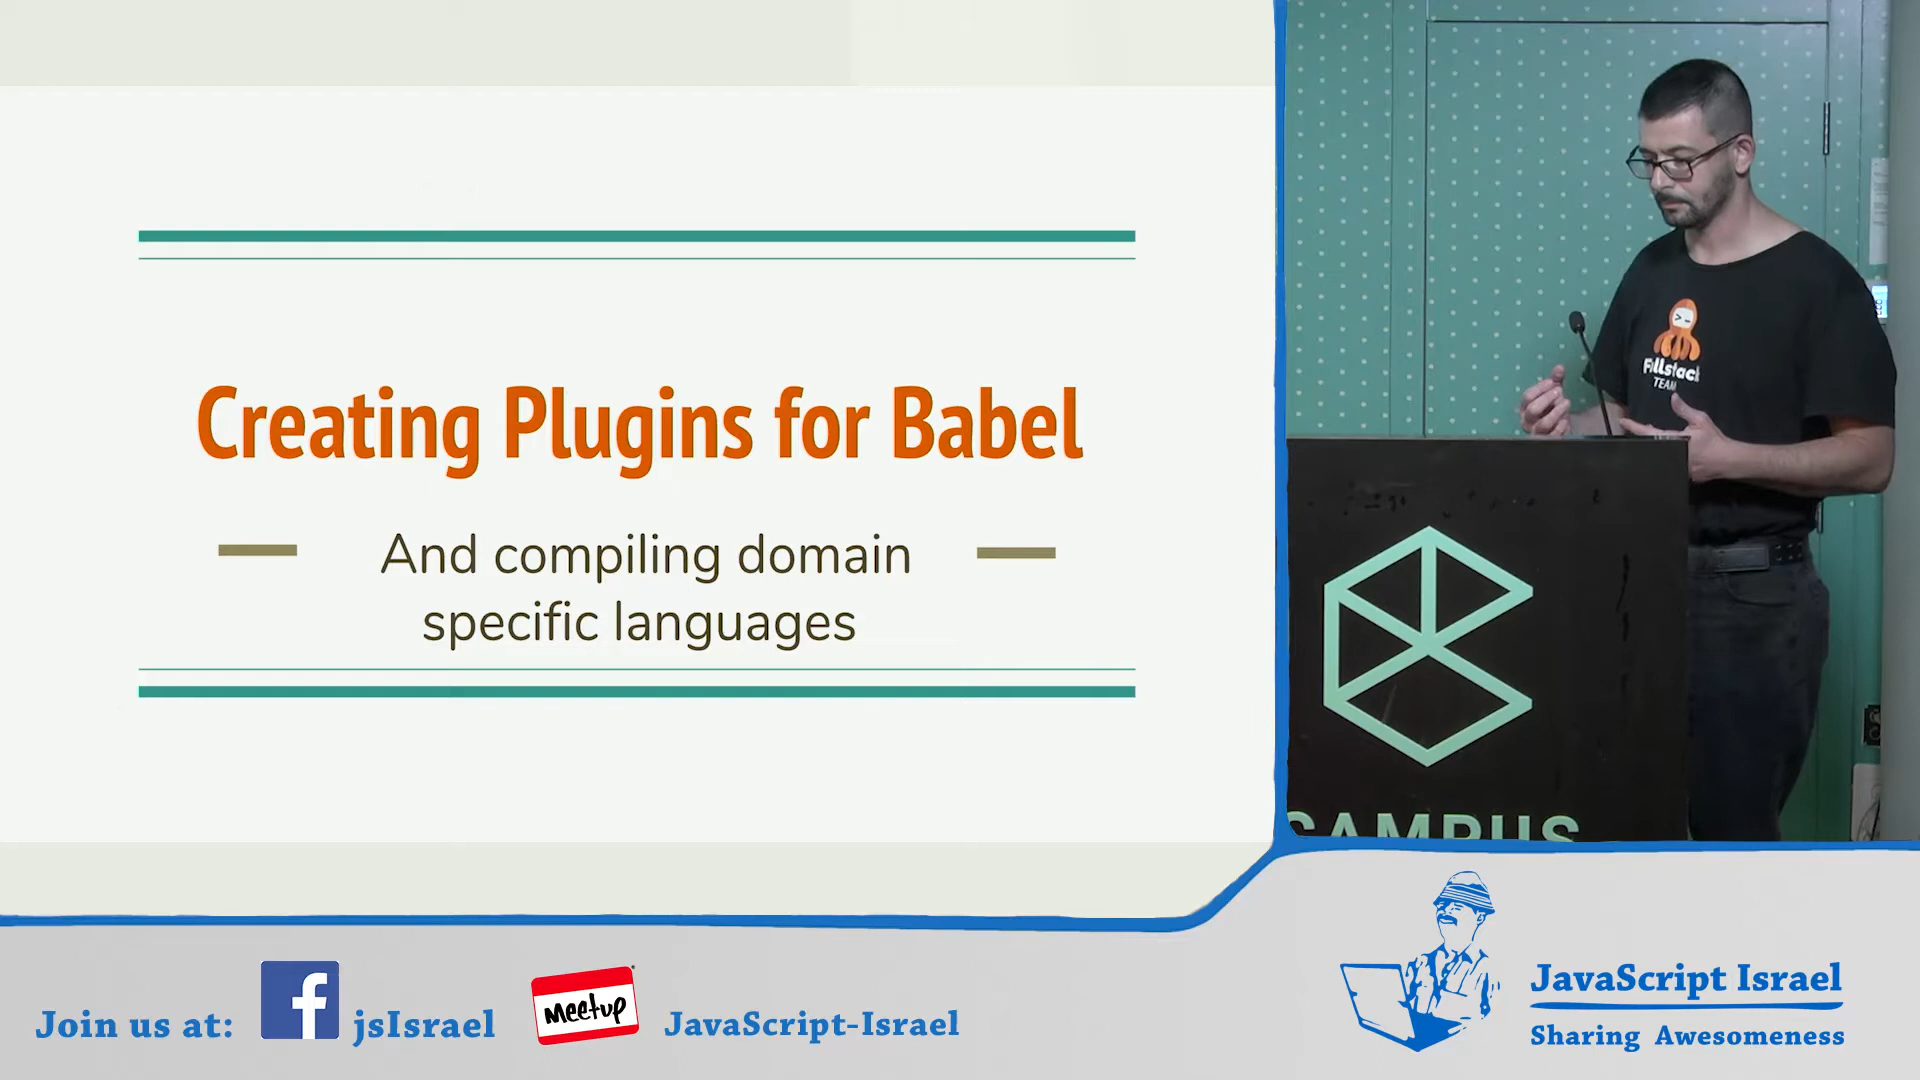 Creating Plugins for Babel
And compiling domain
specific languages
Fullstack
TEAM
CAMPUS
Join us at:
f
jsIsrael
meetup
JavaScript-Israel
JavaScript Israel
Sharing Awesomeness